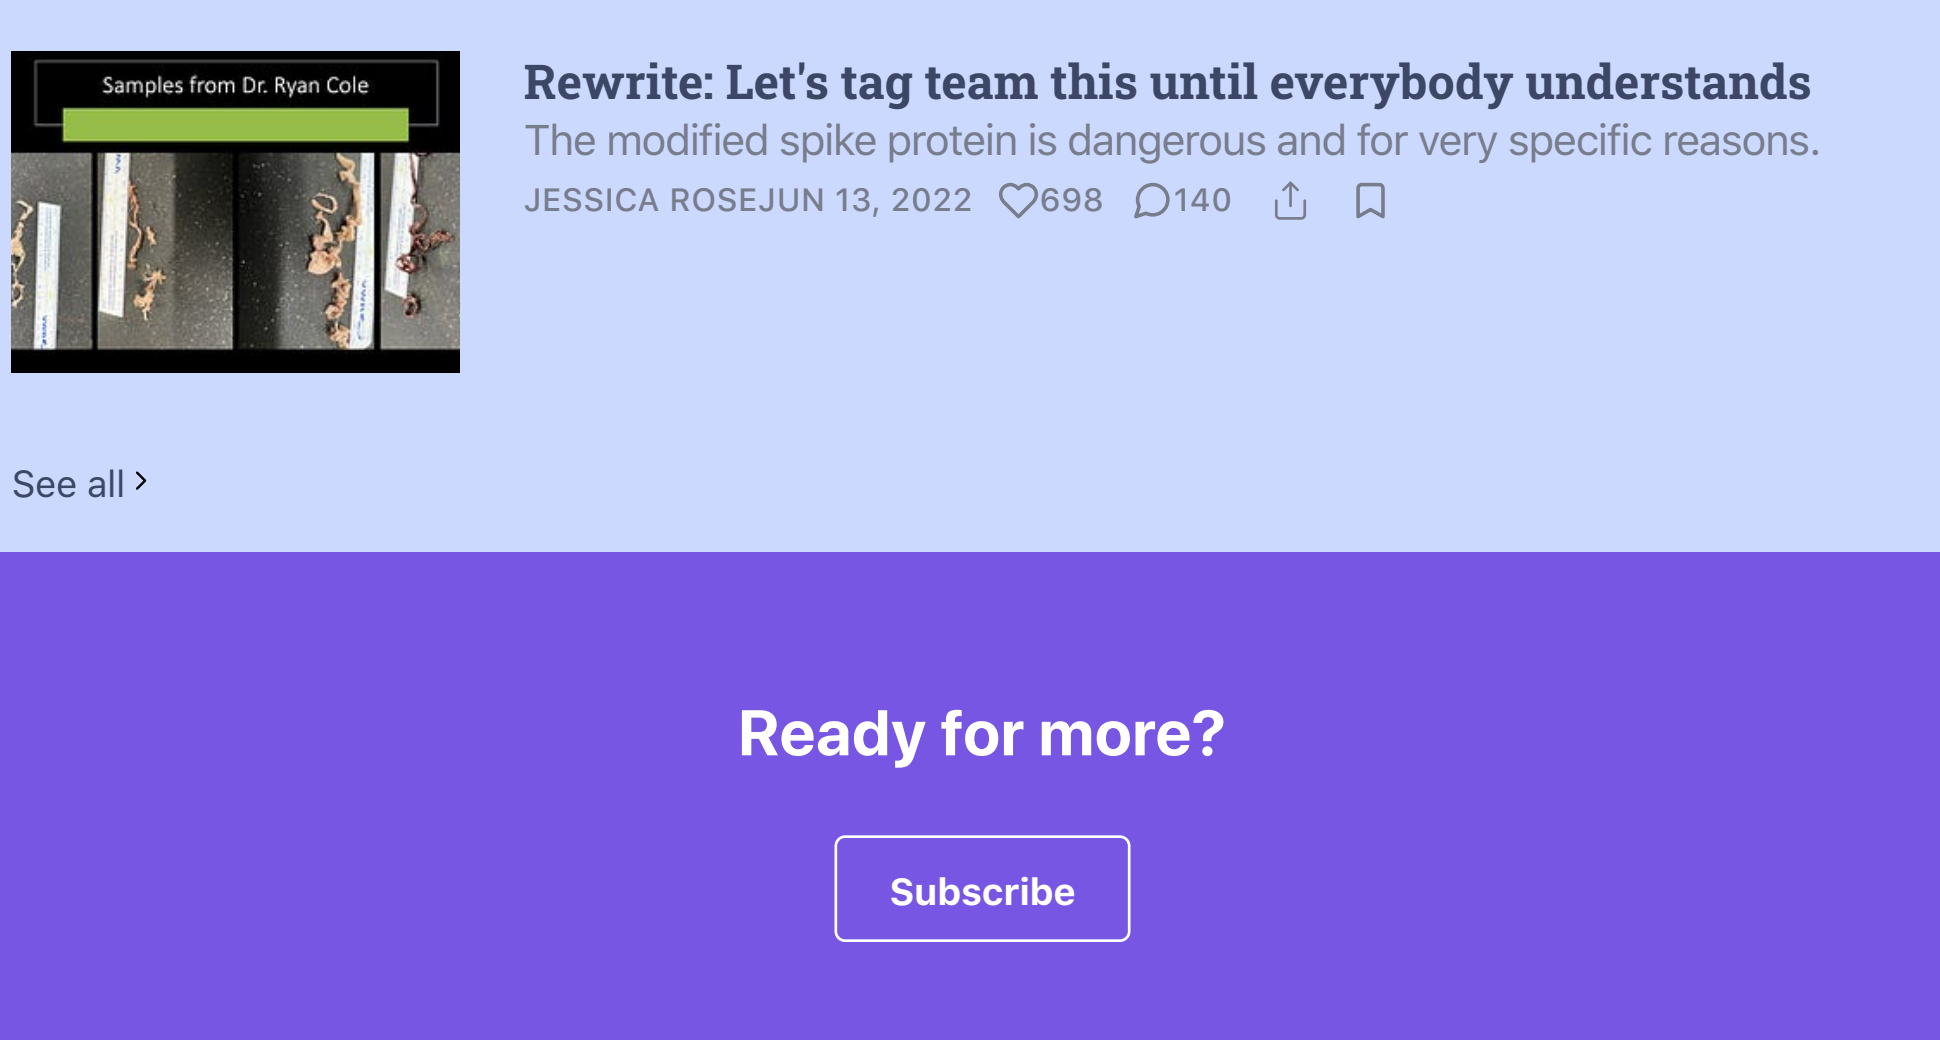 Samples from Dr. Ryan Cole
Rewrite: Let's tag team this until everybody understands
The modified spike protein is dangerous and for very specific reasons.
JESSICA ROSEJUN 13, 2022 698 140
See all
Ready for more?
Subscribe